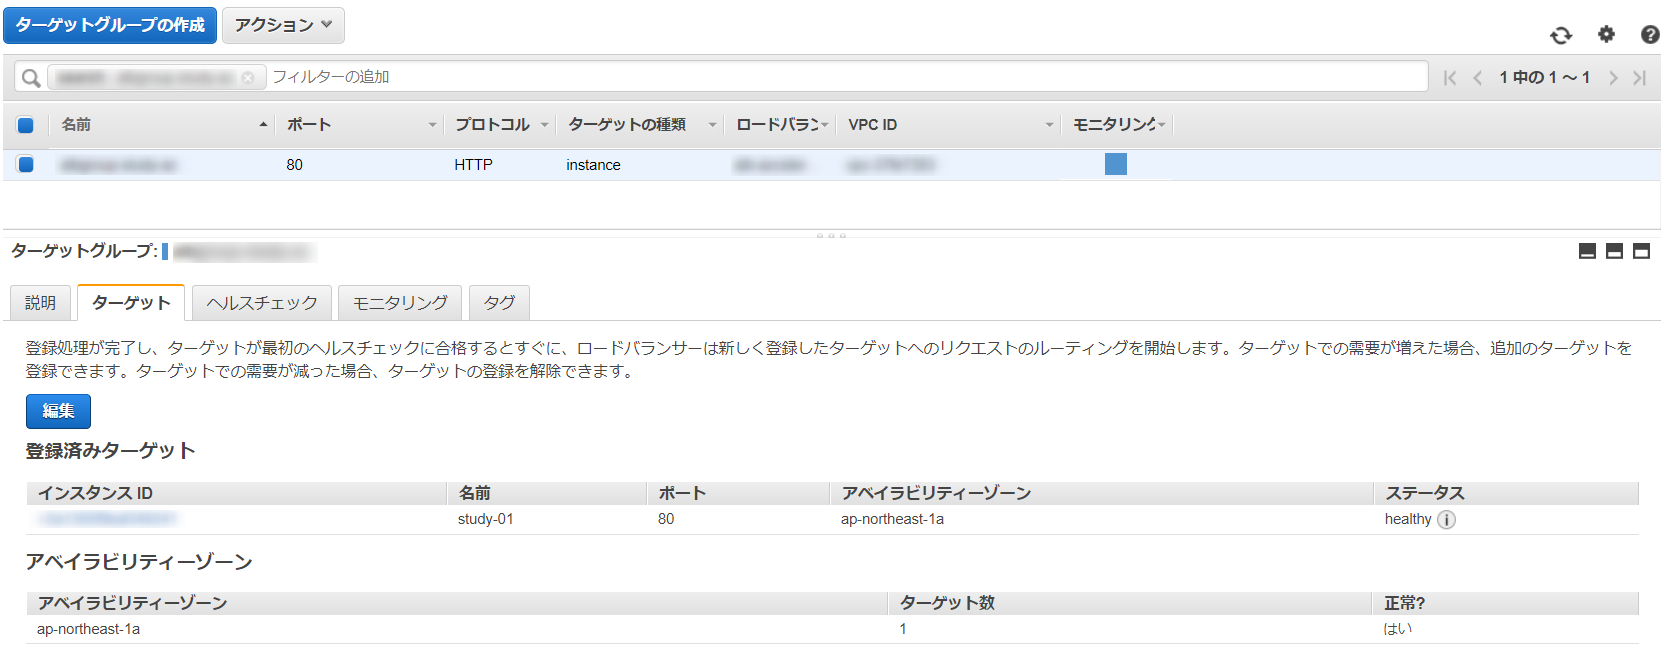 ターゲットグループの作成 アクション
フィルターの追加 1 中の 1 ～ 1
名前 ポート プロトコル ターゲットの種類 ロードバラン VPC ID モニタリング
80 HTTP instance
ターゲットグループ:
説明 ターゲット ヘルスチェック モニタリング タグ
登録処理が完了し、ターゲットが最初のヘルスチェックに合格するとすぐに、ロードバランサーは新しく登録したターゲットへのリクエストのルーティングを開始します。ターゲットでの需要が増えた場合、追加のターゲットを
登録できます。ターゲットでの需要が減った場合、ターゲットの登録を解除できます。
編集
登録済みターゲット
インスタンス ID 名前 ポート アベイラビリティーゾーン ステータス
study-01 80 ap-northeast-1a healthy
アベイラビリティーゾーン
アベイラビリティーゾーン ターゲット数 正常?
ap-northeast-1a 1 はい